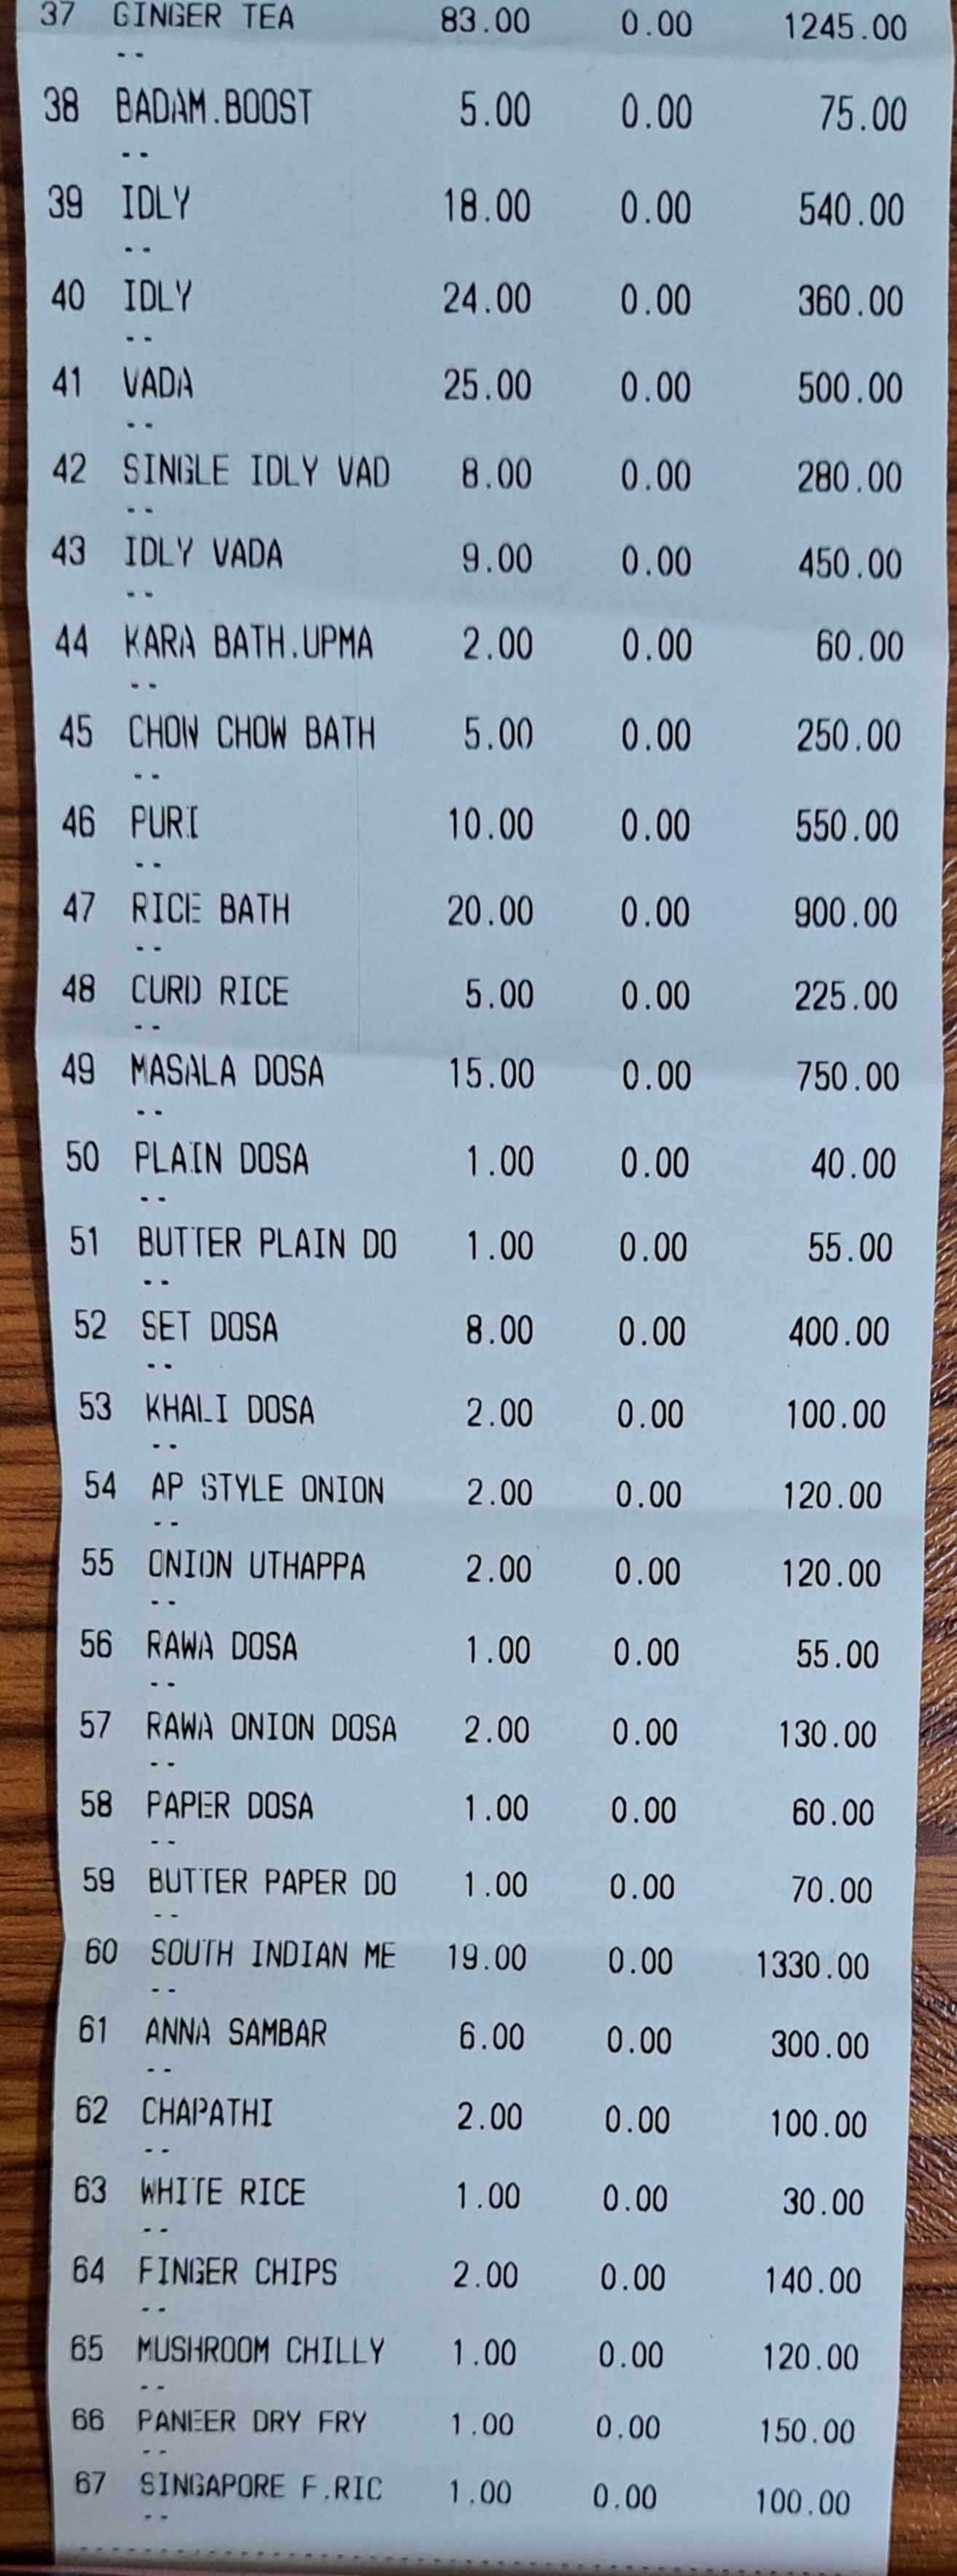 37 GINGER TEA 83.00 0.00 1245.00
--
38 BADAM.BOOST 5.00 0.00 75.00
--
39 IDLY 18.00 0.00 540.00
--
40 IDLY 24.00 0.00 360.00
--
41 VADA 25.00 0.00 500.00
--
42 SINGLE IDLY VAD 8.00 0.00 280.00
--
43 IDLY VADA 9.00 0.00 450.00
--
44 KARA BATH.UPMA 2.00 0.00 60.00
--
45 CHOW CHOW BATH 5.00 0.00 250.00
--
46 PURI 10.00 0.00 550.00
--
47 RICE BATH 20.00 0.00 900.00
--
48 CURD RICE 5.00 0.00 225.00
--
49 MASALA DOSA 15.00 0.00 750.00
--
50 PLAIN DOSA 1.00 0.00 40.00
--
51 BUTTER PLAIN DO 1.00 0.00 55.00
--
52 SET DOSA 8.00 0.00 400.00
--
53 KHALI DOSA 2.00 0.00 100.00
--
54 AP STYLE ONION 2.00 0.00 120.00
--
55 ONION UTHAPPA 2.00 0.00 120.00
--
56 RAWA DOSA 1.00 0.00 55.00
--
57 RAWA ONION DOSA 2.00 0.00 130.00
--
58 PAPER DOSA 1.00 0.00 60.00
--
59 BUTTER PAPER DO 1.00 0.00 70.00
--
60 SOUTH INDIAN ME 19.00 0.00 1330.00
--
61 ANNA SAMBAR 6.00 0.00 300.00
--
62 CHAPATHI 2.00 0.00 100.00
--
63 WHITE RICE 1.00 0.00 30.00
--
64 FINGER CHIPS 2.00 0.00 140.00
--
65 MUSHROOM CHILLY 1.00 0.00 120.00
--
66 PANEER DRY FRY 1.00 0.00 150.00
--
67 SINGAPORE F.RIC 1.00 0.00 100.00
--